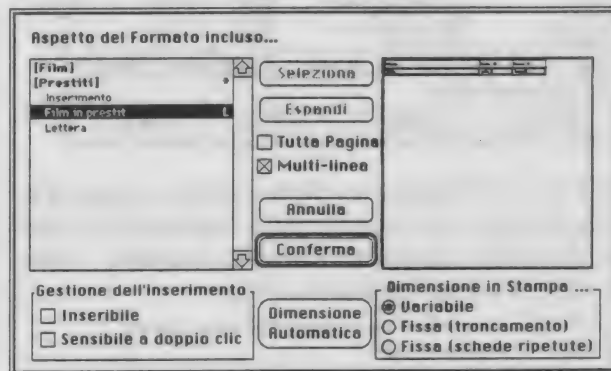 Aspetto del Formato incluso...
[Film]
[Prestiti] *
Inserimento
Film in prestit L
Lettera
Seleziona
Espandi
Tutta Pagina
Multi-linea
Annulla
Conferma
Gestione dell'inserimento
Inseribile
Sensibile a doppio clic
Dimensione
Automatica
Dimensione in Stampa ...
Variabile
Fissa (troncamento)
Fissa (schede ripetute)